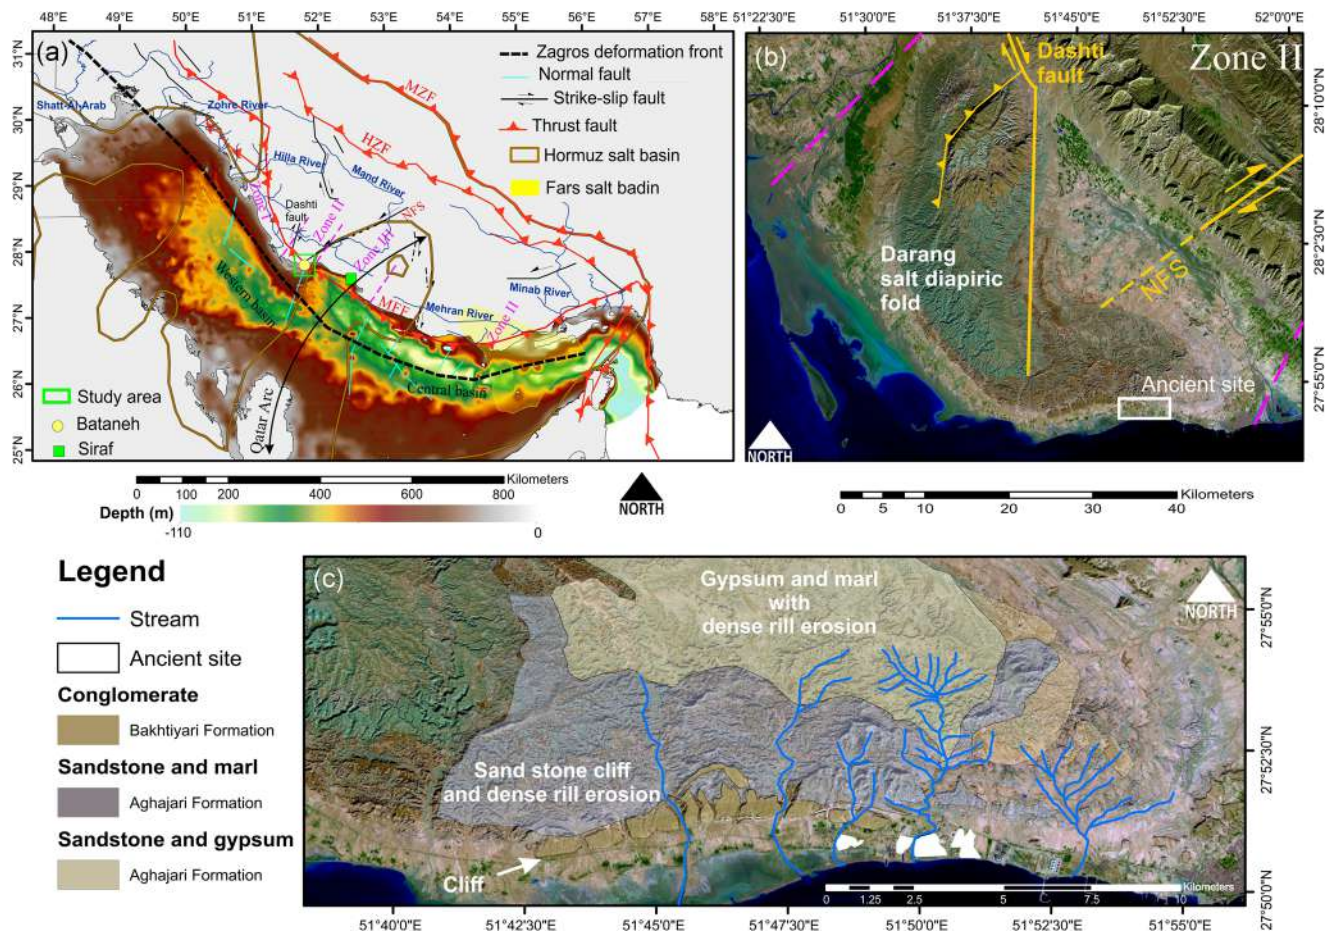 48°E 49°E 50°E 51°E 52°E 53°E 54°E 55°E 56°E 57°E 58°E
(a)
31°N
30°N
29°N
28°N
27°N
26°N
25°N
Zagros deformation front
Normal fault
Strike-slip fault
Thrust fault
Hormuz salt basin
Fars salt badin
MZF
HZF
Shatt-Al-Arab
Zohre River
Hilla River
Mand River
Zone I
Dashti
fault
Zone II
NFS
Zone III
MFF
Mehran River
Minab River
Zone II
Western basin
Central basin
Qatar Arc
Study area
Bataneh
Siraf
Kilometers
0 100 200 400 600 800
Depth (m)
-110 0
NORTH
51°22'30"E 51°30'0"E 51°37'30"E 51°45'0"E 51°52'30"E 52°0'0"E
(b)
Zone II
Dashti
fault
Darang
salt diapiric
fold
NFS
Ancient site
NORTH
28°10'0"N
28°2'30"N
27°55'0"N
Kilometers
0 5 10 20 30 40
Legend
Stream
Ancient site
Conglomerate
Bakhtiyari Formation
Sandstone and marl
Aghajari Formation
Sandstone and gypsum
Aghajari Formation
(c)
Gypsum and marl
with
dense rill erosion
NORTH
Sand stone cliff
and dense rill erosion
Cliff
Kilometers
0 1.25 2.5 5 7.5 10
27°55'0"N
27°52'30"N
27°50'0"N
51°40'0"E 51°42'30"E 51°45'0"E 51°47'30"E 51°50'0"E 51°52'30"E 51°55'0"E